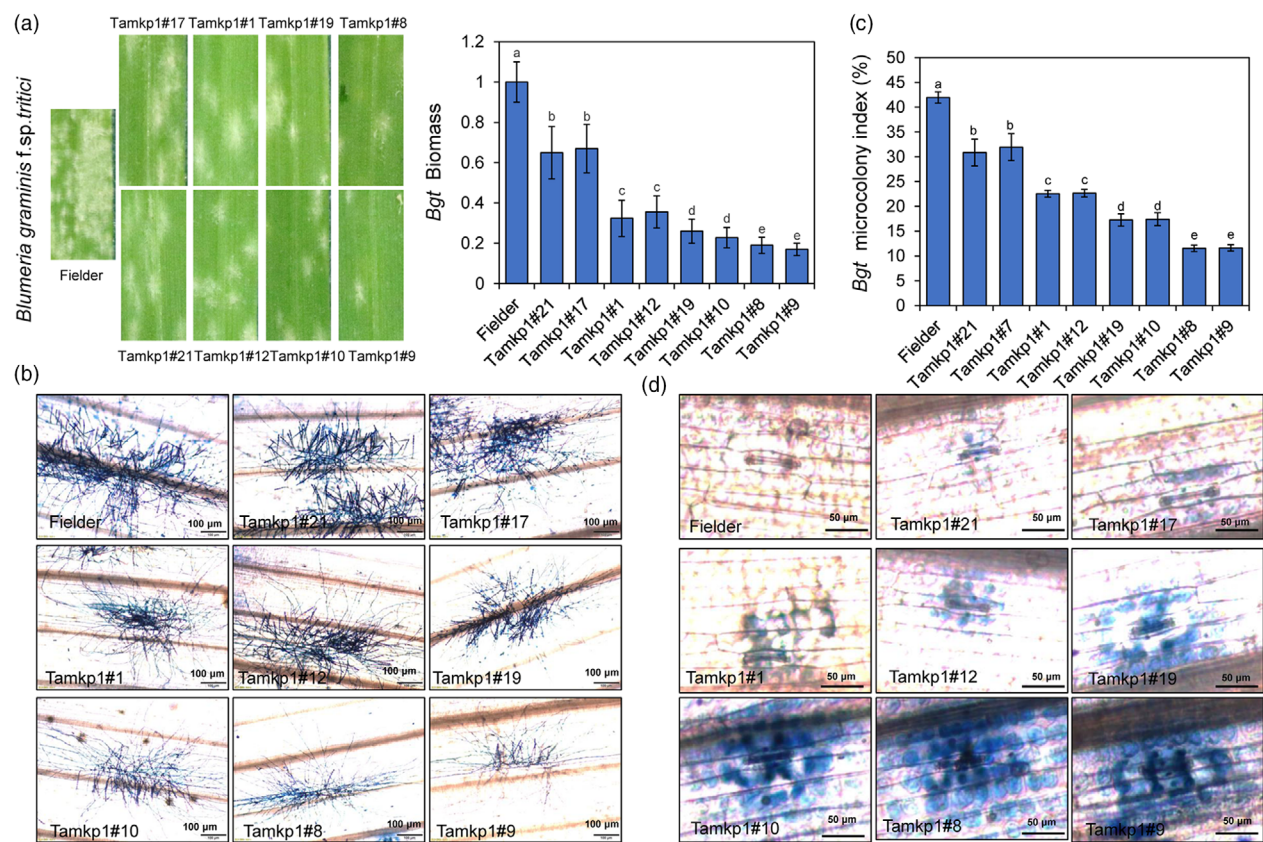 (a)
Tamkp1#17 Tamkp1#1 Tamkp1#19 Tamkp1#8
Blumeria graminis f.sp.tritici
Fielder
Tamkp1#21 Tamkp1#12 Tamkp1#10 Tamkp1#9
Bgt Biomass
1.2
1
0.8
0.6
0.4
0.2
0
a
b
b
c
c
d
d
e
e
Fielder
Tamkp1#21
Tamkp1#17
Tamkp1#1
Tamkp1#12
Tamkp1#19
Tamkp1#10
Tamkp1#8
Tamkp1#9
(c)
Bgt microcolony index (%)
50
45
40
35
30
25
20
15
10
5
0
a
b
b
c
c
d
d
e
e
Fielder
Tamkp1#21
Tamkp1#7
Tamkp1#1
Tamkp1#12
Tamkp1#19
Tamkp1#10
Tamkp1#8
Tamkp1#9
(b)
Fielder 100 µm
Tamkp1#21 100 µm
Tamkp1#17 100 µm
Tamkp1#1 100 µm
Tamkp1#12 100 µm
Tamkp1#19 100 µm
Tamkp1#10 100 µm
Tamkp1#8 100 µm
Tamkp1#9 100 µm
(d)
Fielder 50 µm
Tamkp1#21 50 µm
Tamkp1#17 50 µm
Tamkp1#1 50 µm
Tamkp1#12 50 µm
Tamkp1#19 50 µm
Tamkp1#10 50 µm
Tamkp1#8 50 µm
Tamkp1#9 50 µm